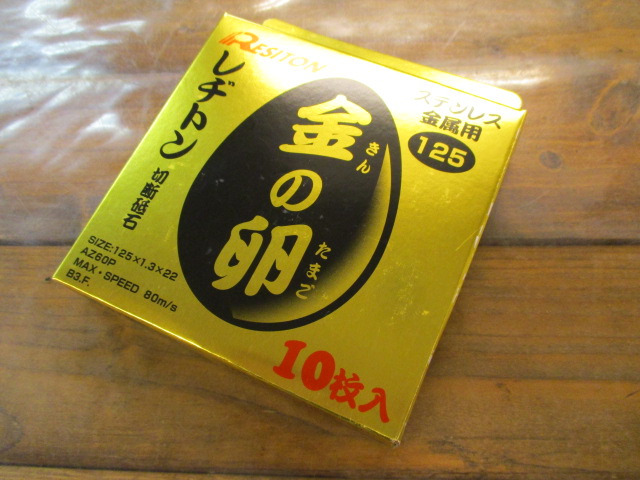 RESITON
レヂトン
切断砥石
ステンレス
金属用
125
金の卵
きん
たまご
SIZE:125×1.3×22
AZ60P
MAX・SPEED 80m/s
B3.F.
10枚入